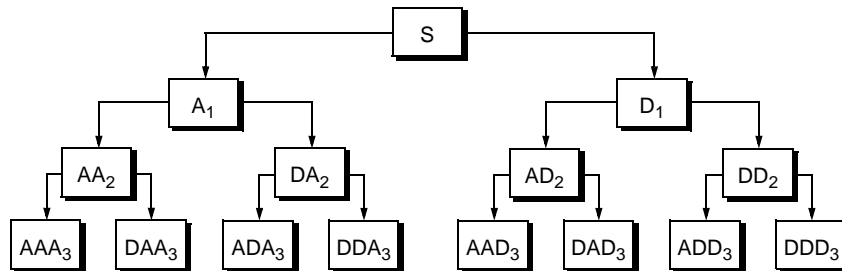 S
A₁ D₁
AA₂ DA₂ AD₂ DD₂
AAA₃ DAA₃ ADA₃ DDA₃ AAD₃ DAD₃ ADD₃ DDD₃